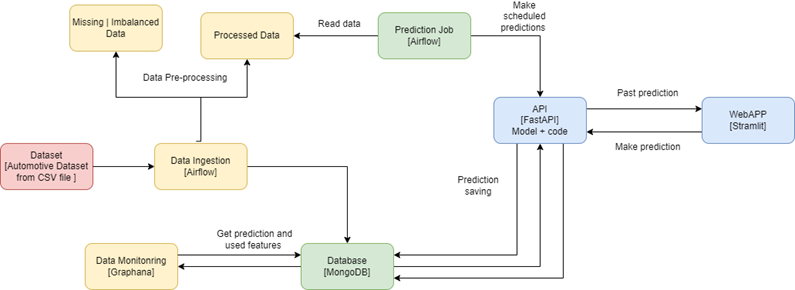 Missing | Imbalanced
Data
Processed Data
Read data
Prediction Job
[Airflow]
Make
scheduled
predictions
Data Pre-processing
API
[FastAPI]
Model + code
Past prediction
WebAPP
[Stramlit]
Make prediction
Dataset
[Automotive Dataset
from CSV file ]
Data Ingestion
[Airflow]
Prediction
saving
Get prediction and
used features
Data Monitonring
[Graphana]
Database
[MongoDB]